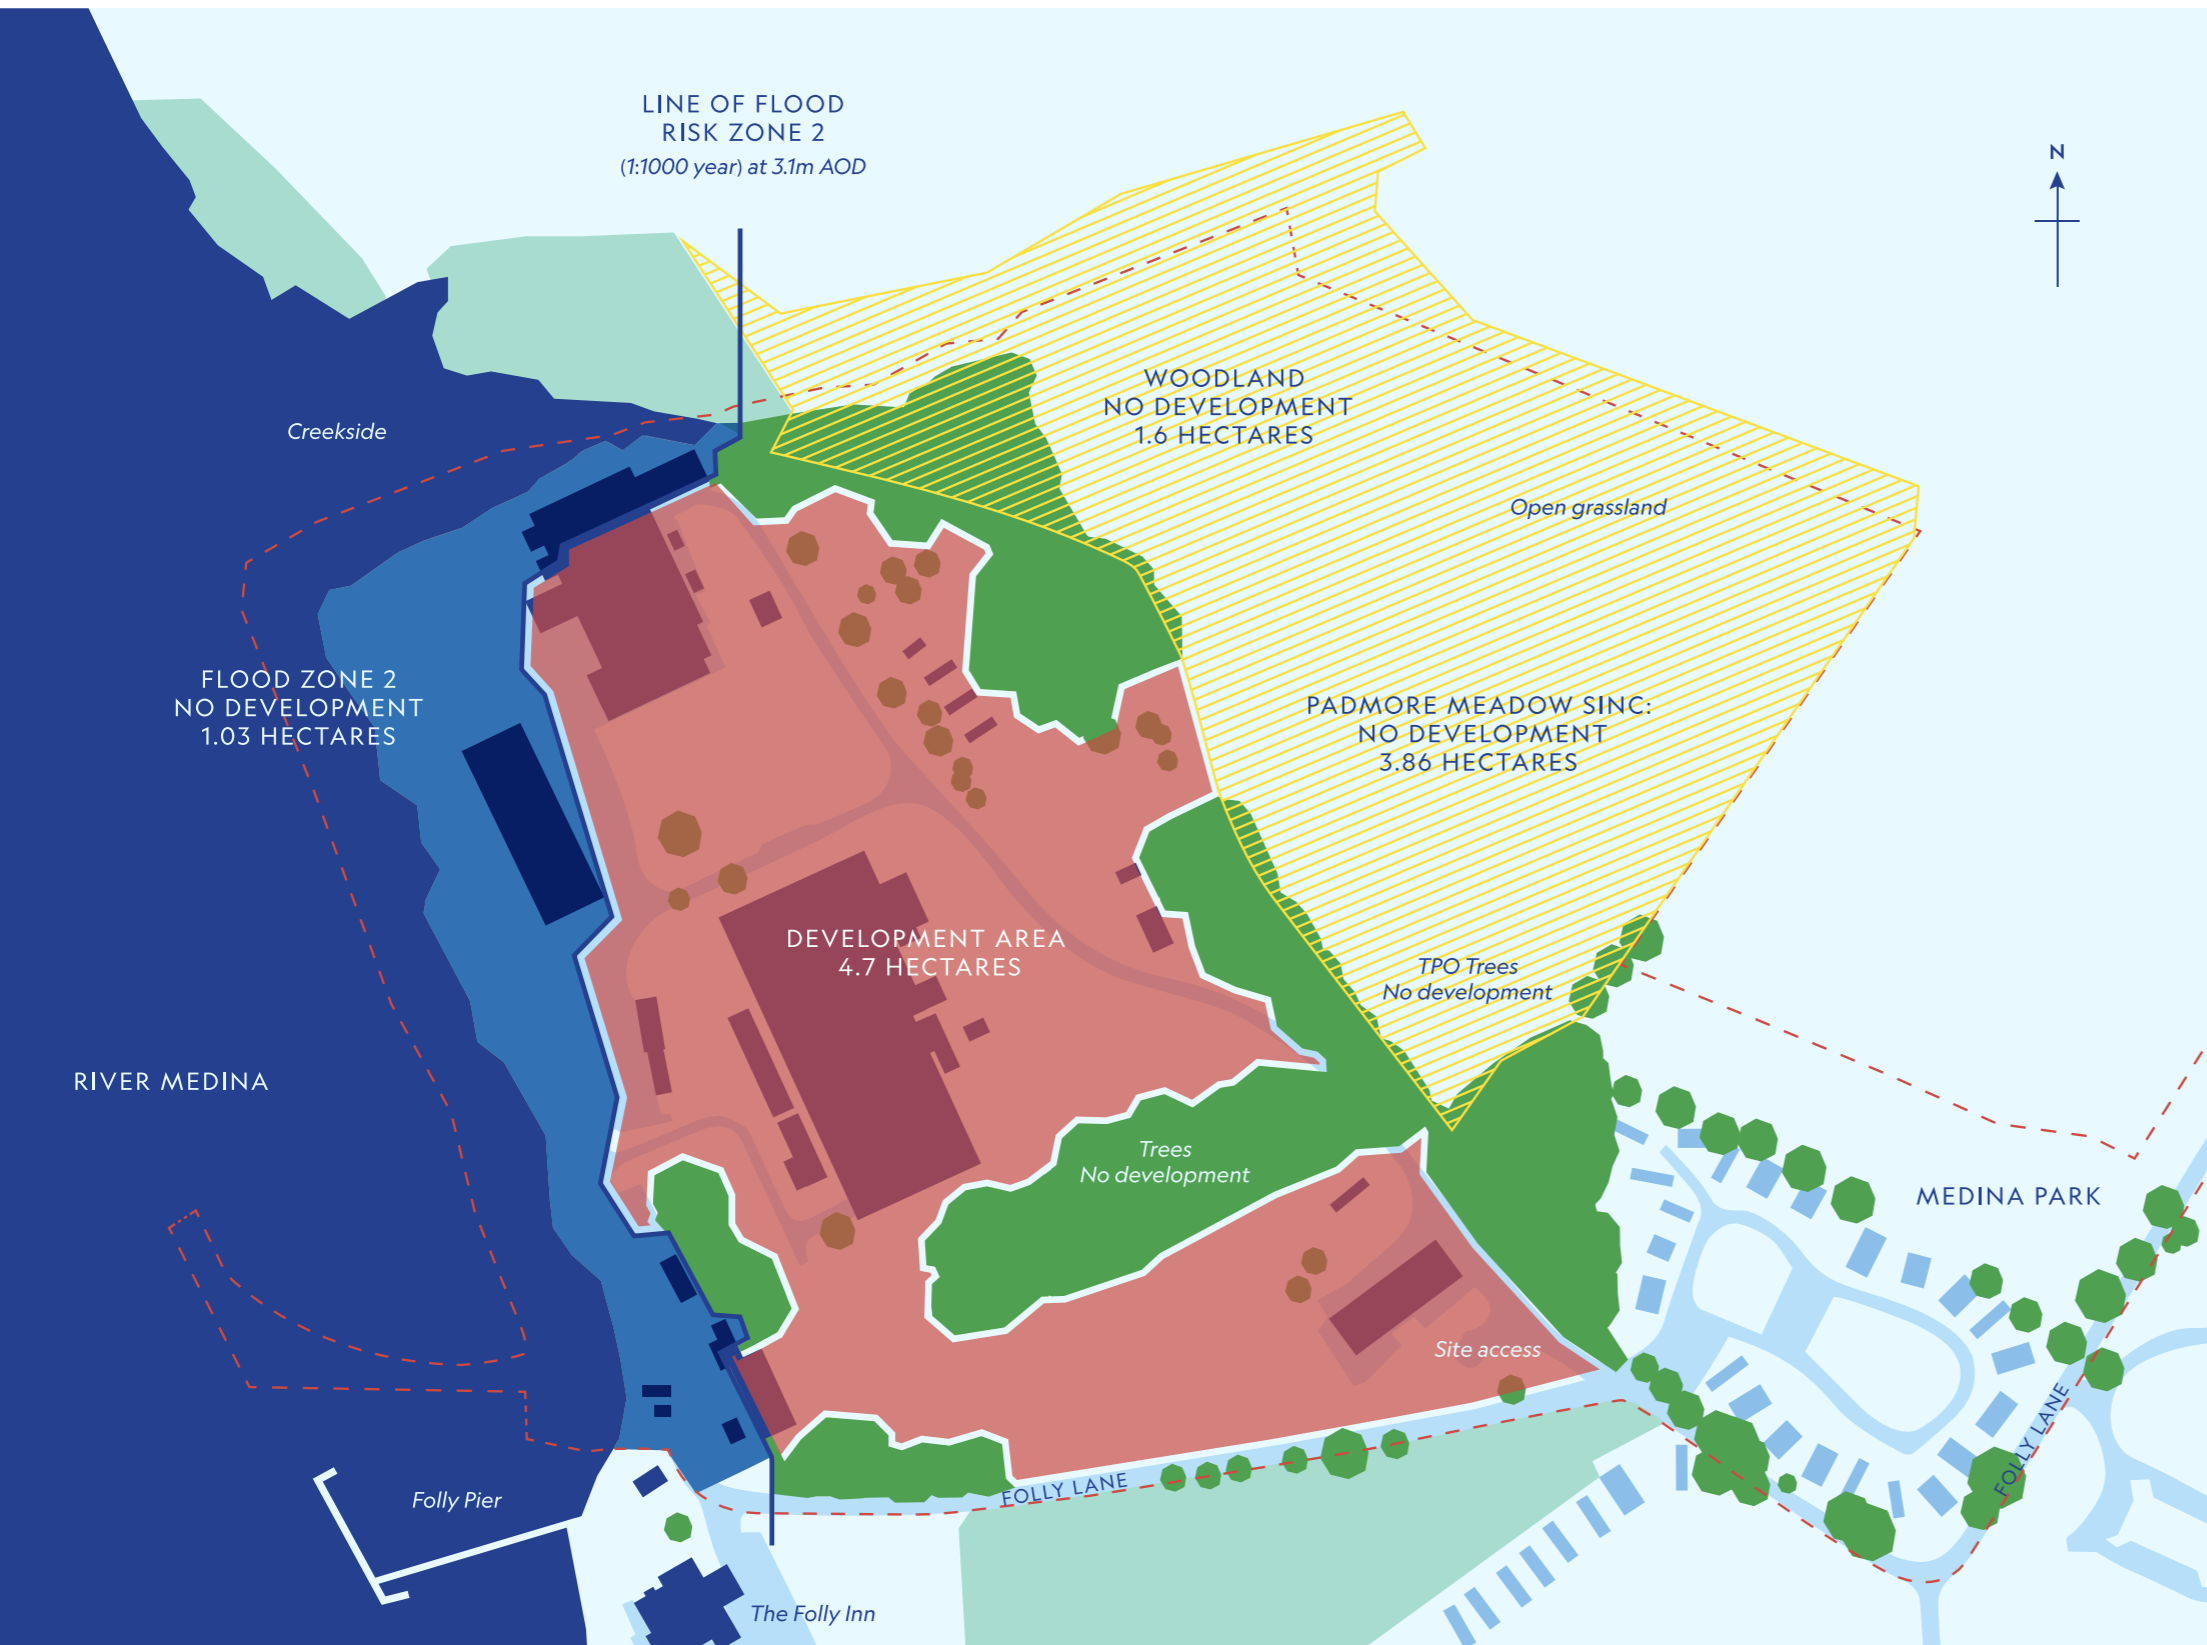 LINE OF FLOOD
RISK ZONE 2
(1:1000 year) at 3.1m AOD
N
WOODLAND
NO DEVELOPMENT
1.6 HECTARES
Creekside
Open grassland
FLOOD ZONE 2
NO DEVELOPMENT
1.03 HECTARES
PADMORE MEADOW SINC:
NO DEVELOPMENT
3.86 HECTARES
DEVELOPMENT AREA
4.7 HECTARES
TPO Trees
No development
RIVER MEDINA
Trees
No development
MEDINA PARK
Site access
FOLLY LANE
FOLLY LANE
Folly Pier
The Folly Inn